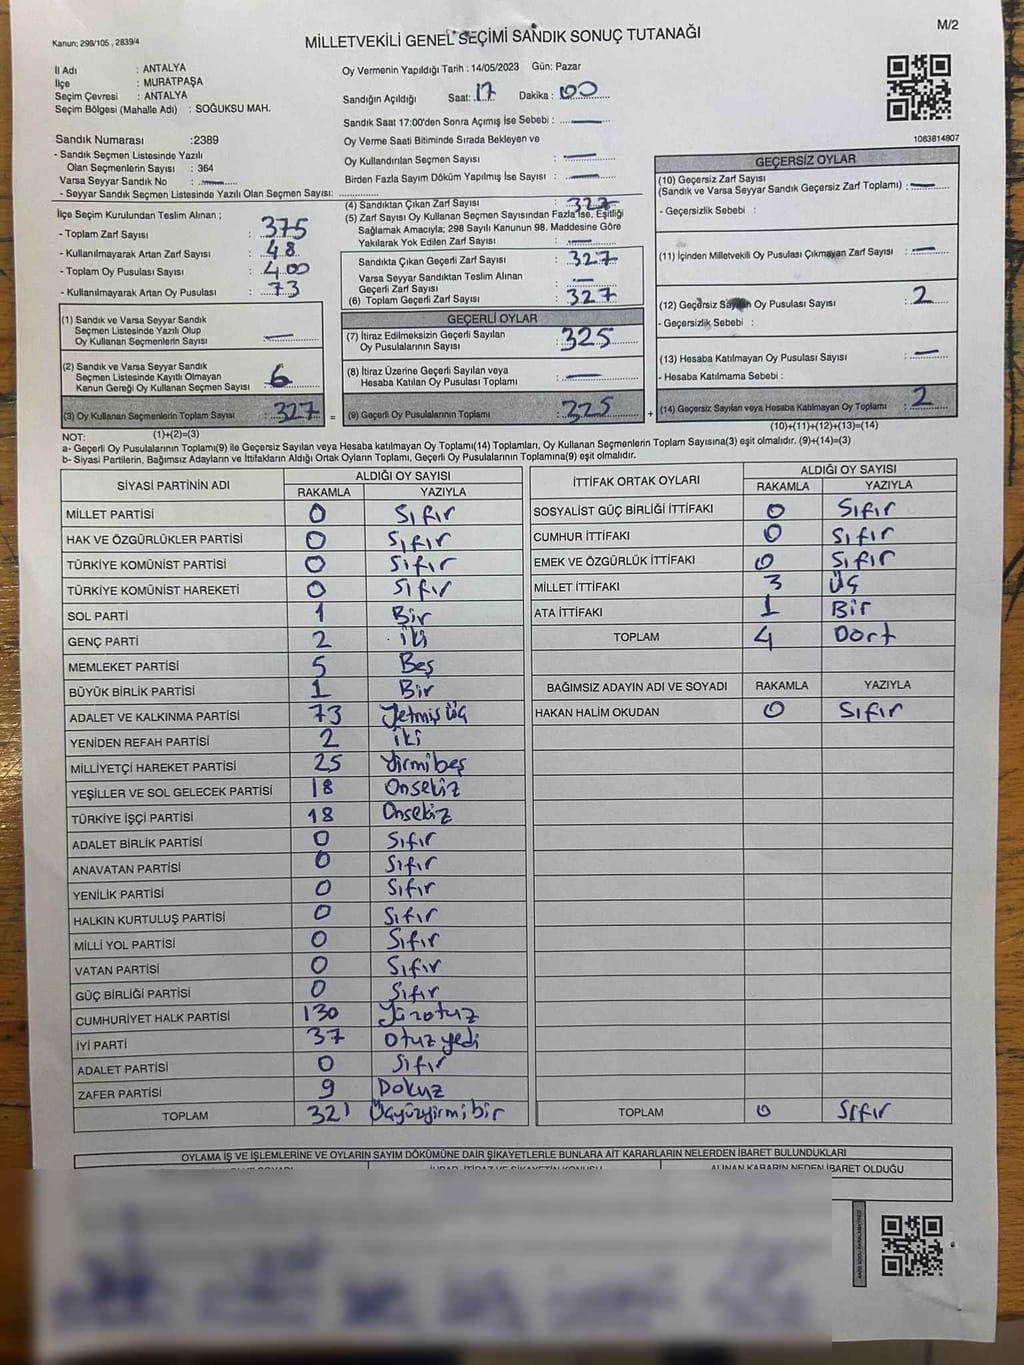 M/2
Kanun: 298/105 , 2839/4
MİLLETVEKİLİ GENEL SEÇİMİ SANDIK SONUÇ TUTANAĞI
İl Adı : ANTALYA
İlçe : MURATPAŞA
Seçim Çevresi : ANTALYA
Seçim Bölgesi (Mahalle Adı) : SOĞUKSU MAH.
Oy Vermenin Yapıldığı Tarih : 14/05/2023 Gün: Pazar
Sandığın Açıldığı Saat: 17 Dakika : 00
Sandık Saat 17:00'den Sonra Açılmış İse Sebebi : —
Oy Verme Saati Bitiminde Sırada Bekleyen ve
Oy Kullandırılan Seçmen Sayısı : —
Birden Fazla Sayım Döküm Yapılmış İse Sayısı : —
1083814807
Sandık Numarası :2389
- Sandık Seçmen Listesinde Yazılı
Olan Seçmenlerin Sayısı : 364
Varsa Seyyar Sandık No : —
- Seyyar Sandık Seçmen Listesinde Yazılı Olan Seçmen Sayısı:
İlçe Seçim Kurulundan Teslim Alınan ;
- Toplam Zarf Sayısı : 375
- Kullanılmayarak Artan Zarf Sayısı : 48
- Toplam Oy Pusulası Sayısı : 400
- Kullanılmayarak Artan Oy Pusulası : 73
(1) Sandık ve Varsa Seyyar Sandık
Seçmen Listesinde Yazılı Olup
Oy Kullanan Seçmenlerin Sayısı : —
(2) Sandık ve Varsa Seyyar Sandık
Seçmen Listesinde Kayıtlı Olmayan
Kanun Gereği Oy Kullanan Seçmen Sayısı : 6
(3) Oy Kullanan Seçmenlerin Toplam Sayısı : 327
(1)+(2)=(3)
(4) Sandıktan Çıkan Zarf Sayısı : 327
(5) Zarf Sayısı Oy Kullanan Seçmen Sayısından Fazla İse, Eşitliği
Sağlamak Amacıyla; 298 Sayılı Kanunun 98. Maddesine Göre
Yakılarak Yok Edilen Zarf Sayısı : —
Sandıkta Çıkan Geçerli Zarf Sayısı : 327
Varsa Seyyar Sandıktan Teslim Alınan
Geçerli Zarf Sayısı : —
(6) Toplam Geçerli Zarf Sayısı : 327
GEÇERLİ OYLAR
(7) İtiraz Edilmeksizin Geçerli Sayılan
Oy Pusulalarının Sayısı : 325
(8) İtiraz Üzerine Geçerli Sayılan veya
Hesaba Katılan Oy Pusulası Toplamı : —
= (9) Geçerli Oy Pusulalarının Toplamı : 325
GEÇERSİZ OYLAR
(10) Geçersiz Zarf Sayısı
(Sandık ve Varsa Seyyar Sandık Geçersiz Zarf Toplamı) : —
- Geçersizlik Sebebi :
(11) İçinden Milletvekili Oy Pusulası Çıkmayan Zarf Sayısı : —
(12) Geçersiz Sayılan Oy Pusulası Sayısı : 2
- Geçersizlik Sebebi :
(13) Hesaba Katılmayan Oy Pusulası Sayısı : —
- Hesaba Katılmama Sebebi :
+ (14) Geçersiz Sayılan veya Hesaba Katılmayan Oy Toplamı : 2
(10)+(11)+(12)+(13)=(14)
NOT:
a- Geçerli Oy Pusulalarının Toplamı(9) ile Geçersiz Sayılan veya Hesaba katılmayan Oy Toplamı(14) Toplamları, Oy Kullanan Seçmenlerin Toplam Sayısına(3) eşit olmalıdır. (9)+(14)=(3)
b- Siyasi Partilerin, Bağımsız Adayların ve İttifakların Aldığı Ortak Oyların Toplamı, Geçerli Oy Pusulalarının Toplamına(9) eşit olmalıdır.
SİYASİ PARTİNİN ADI ALDIĞI OY SAYISI
RAKAMLA YAZIYLA
MİLLET PARTİSİ 0 Sıfır
HAK VE ÖZGÜRLÜKLER PARTİSİ 0 Sıfır
TÜRKİYE KOMÜNİST PARTİSİ 0 Sıfır
TÜRKİYE KOMÜNİST HAREKETİ 0 Sıfır
SOL PARTİ 1 Bir
GENÇ PARTİ 2 iki
MEMLEKET PARTİSİ 5 Beş
BÜYÜK BİRLİK PARTİSİ 1 Bir
ADALET VE KALKINMA PARTİSİ 73 Yetmiş üç
YENİDEN REFAH PARTİSİ 2 iki
MİLLİYETÇİ HAREKET PARTİSİ 25 Yirmibeş
YEŞİLLER VE SOL GELECEK PARTİSİ 18 Onsekiz
TÜRKİYE İŞÇİ PARTİSİ 18 Onsekiz
ADALET BİRLİK PARTİSİ 0 Sıfır
ANAVATAN PARTİSİ 0 Sıfır
YENİLİK PARTİSİ 0 Sıfır
HALKIN KURTULUŞ PARTİSİ 0 Sıfır
MİLLİ YOL PARTİSİ 0 Sıfır
VATAN PARTİSİ 0 Sıfır
GÜÇ BİRLİĞİ PARTİSİ 0 Sıfır
CUMHURİYET HALK PARTİSİ 130 Yüzotuz
İYİ PARTİ 37 Otuz yedi
ADALET PARTİSİ 0 Sıfır
ZAFER PARTİSİ 9 Dokuz
TOPLAM 321 Üçyüzyirmibir
İTTİFAK ORTAK OYLARI ALDIĞI OY SAYISI
RAKAMLA YAZIYLA
SOSYALİST GÜÇ BİRLİĞİ İTTİFAKI 0 Sıfır
CUMHUR İTTİFAKI 0 Sıfır
EMEK VE ÖZGÜRLÜK İTTİFAKI 0 Sıfır
MİLLET İTTİFAKI 3 Üç
ATA İTTİFAKI 1 Bir
TOPLAM 4 Dört
BAĞIMSIZ ADAYIN ADI VE SOYADI RAKAMLA YAZIYLA
HAKAN HALİM OKUDAN 0 Sıfır
TOPLAM 0 Sıfır
OYLAMA İŞ VE İŞLEMLERİNE VE OYLARIN SAYIM DÖKÜMÜNE DAİR ŞİKAYETLERLE BUNLARA AİT KARARLARIN NELERDEN İBARET BULUNDUKLARI
ALINAN KARARIN NEDEN İBARET OLDUĞU